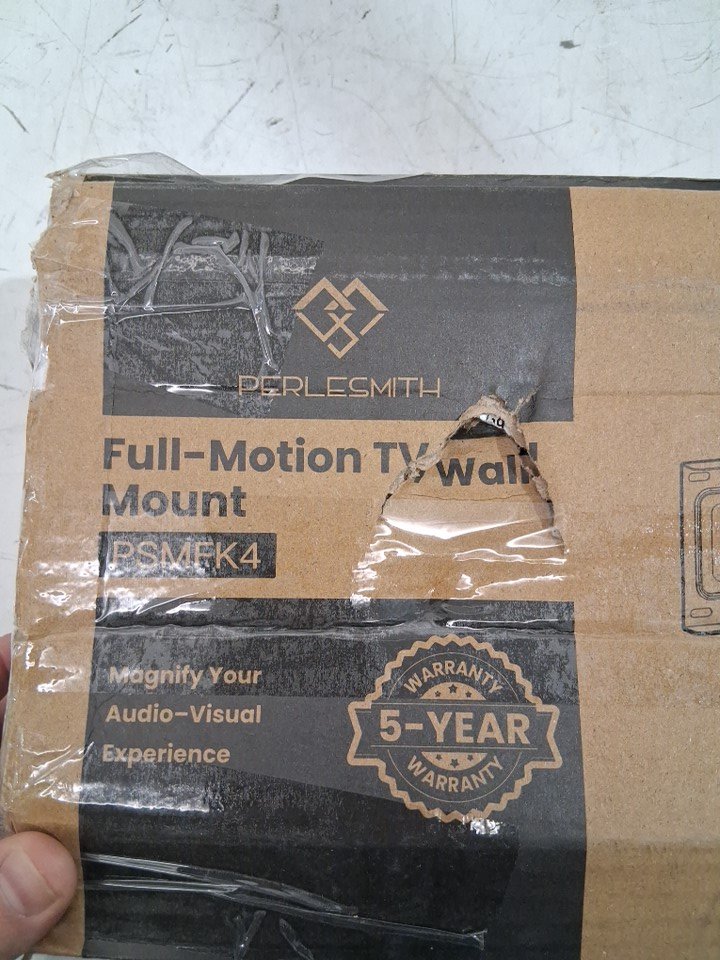 PERLESMITH
Full-Motion TV Wall
Mount
PSMFK4
Magnify Your
Audio-Visual
Experience
WARRANTY
5-YEAR
WARRANTY